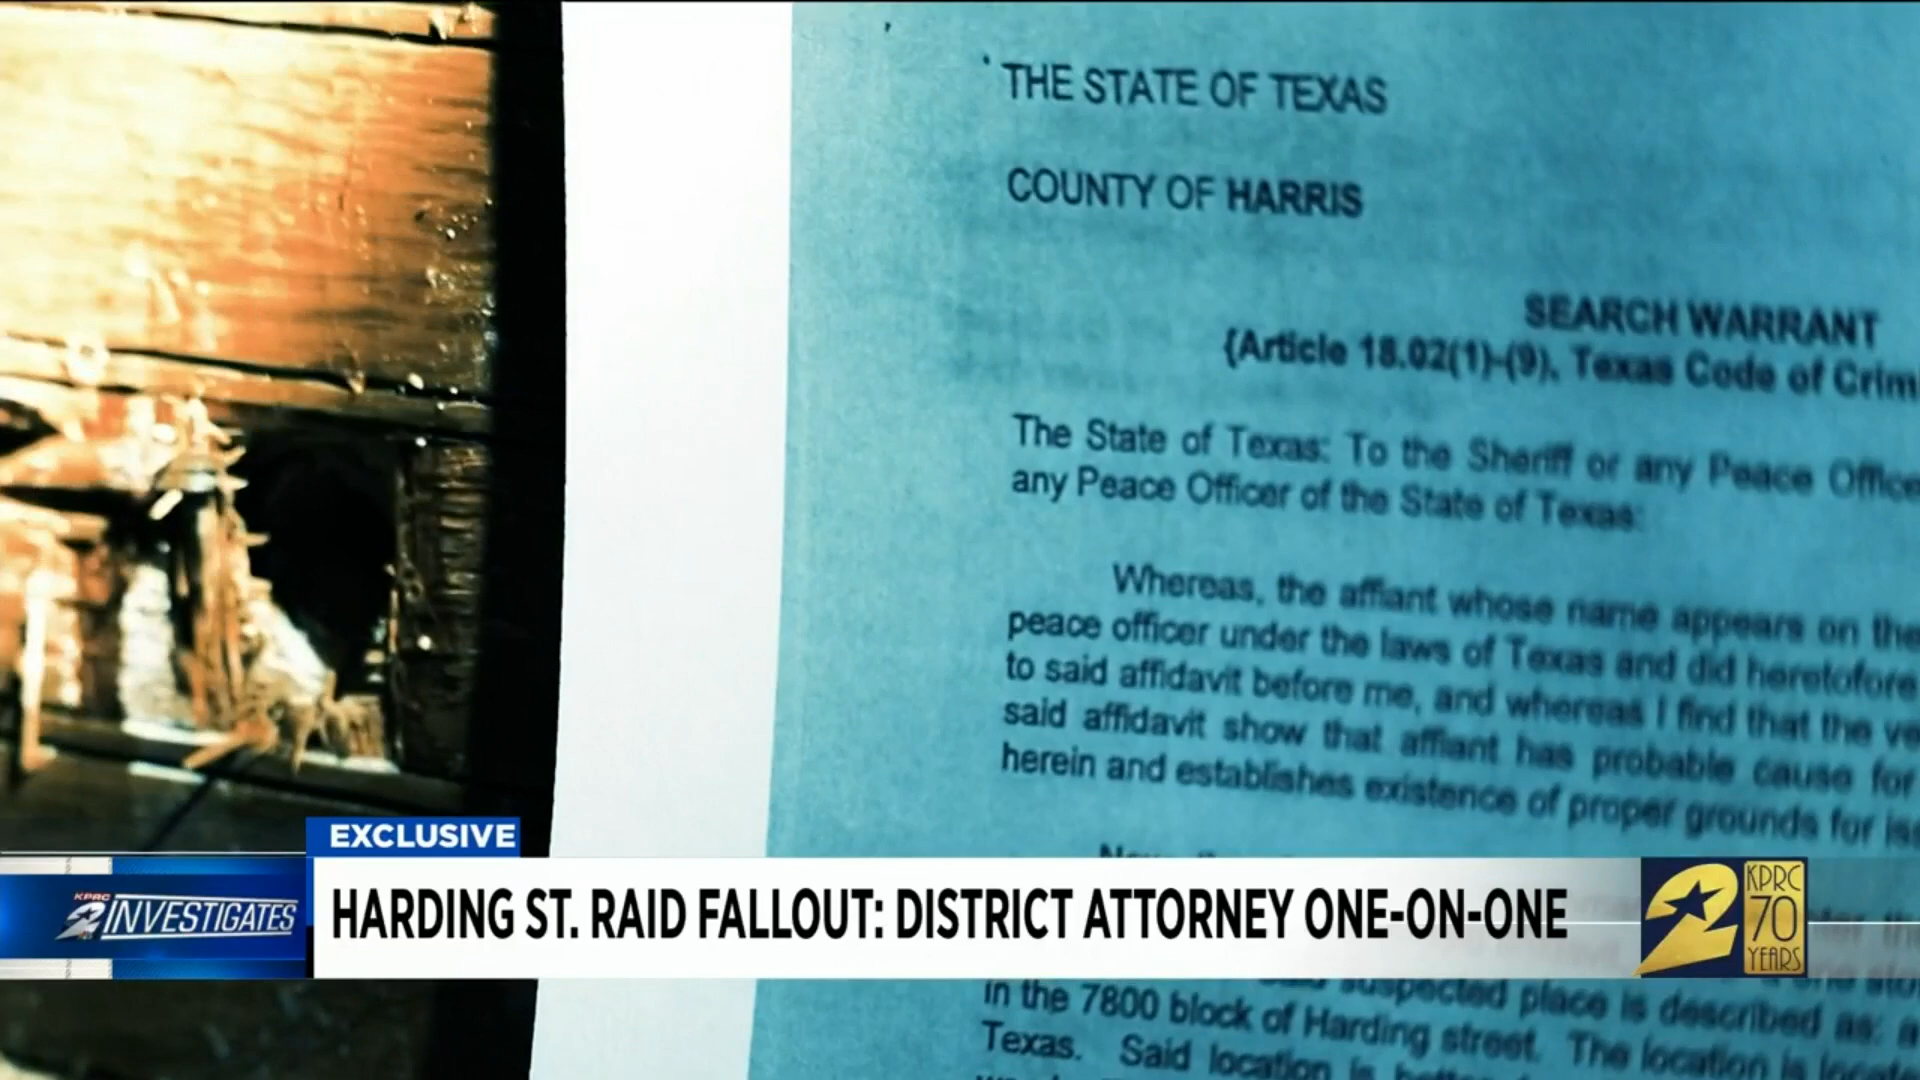 THE STATE OF TEXAS
COUNTY OF HARRIS
SEARCH WARRANT
{Article 18.02(1)-(9), Texas Code of Crim
The State of Texas: To the Sheriff or any Peace Office
any Peace Officer of the State of Texas:
Whereas, the affiant whose name appears on the
peace officer under the laws of Texas and did heretofore
to said affidavit before me, and whereas I find that the ve
said affidavit show that affiant has probable cause for
herein and establishes existence of proper grounds for iss
EXCLUSIVE
KPRC
2 INVESTIGATES
HARDING ST. RAID FALLOUT: DISTRICT ATTORNEY ONE-ON-ONE
2
KPRC
70
YEARS
suspected place is described as: a
in the 7800 block of Harding street. The location is locate
Texas. Said location is